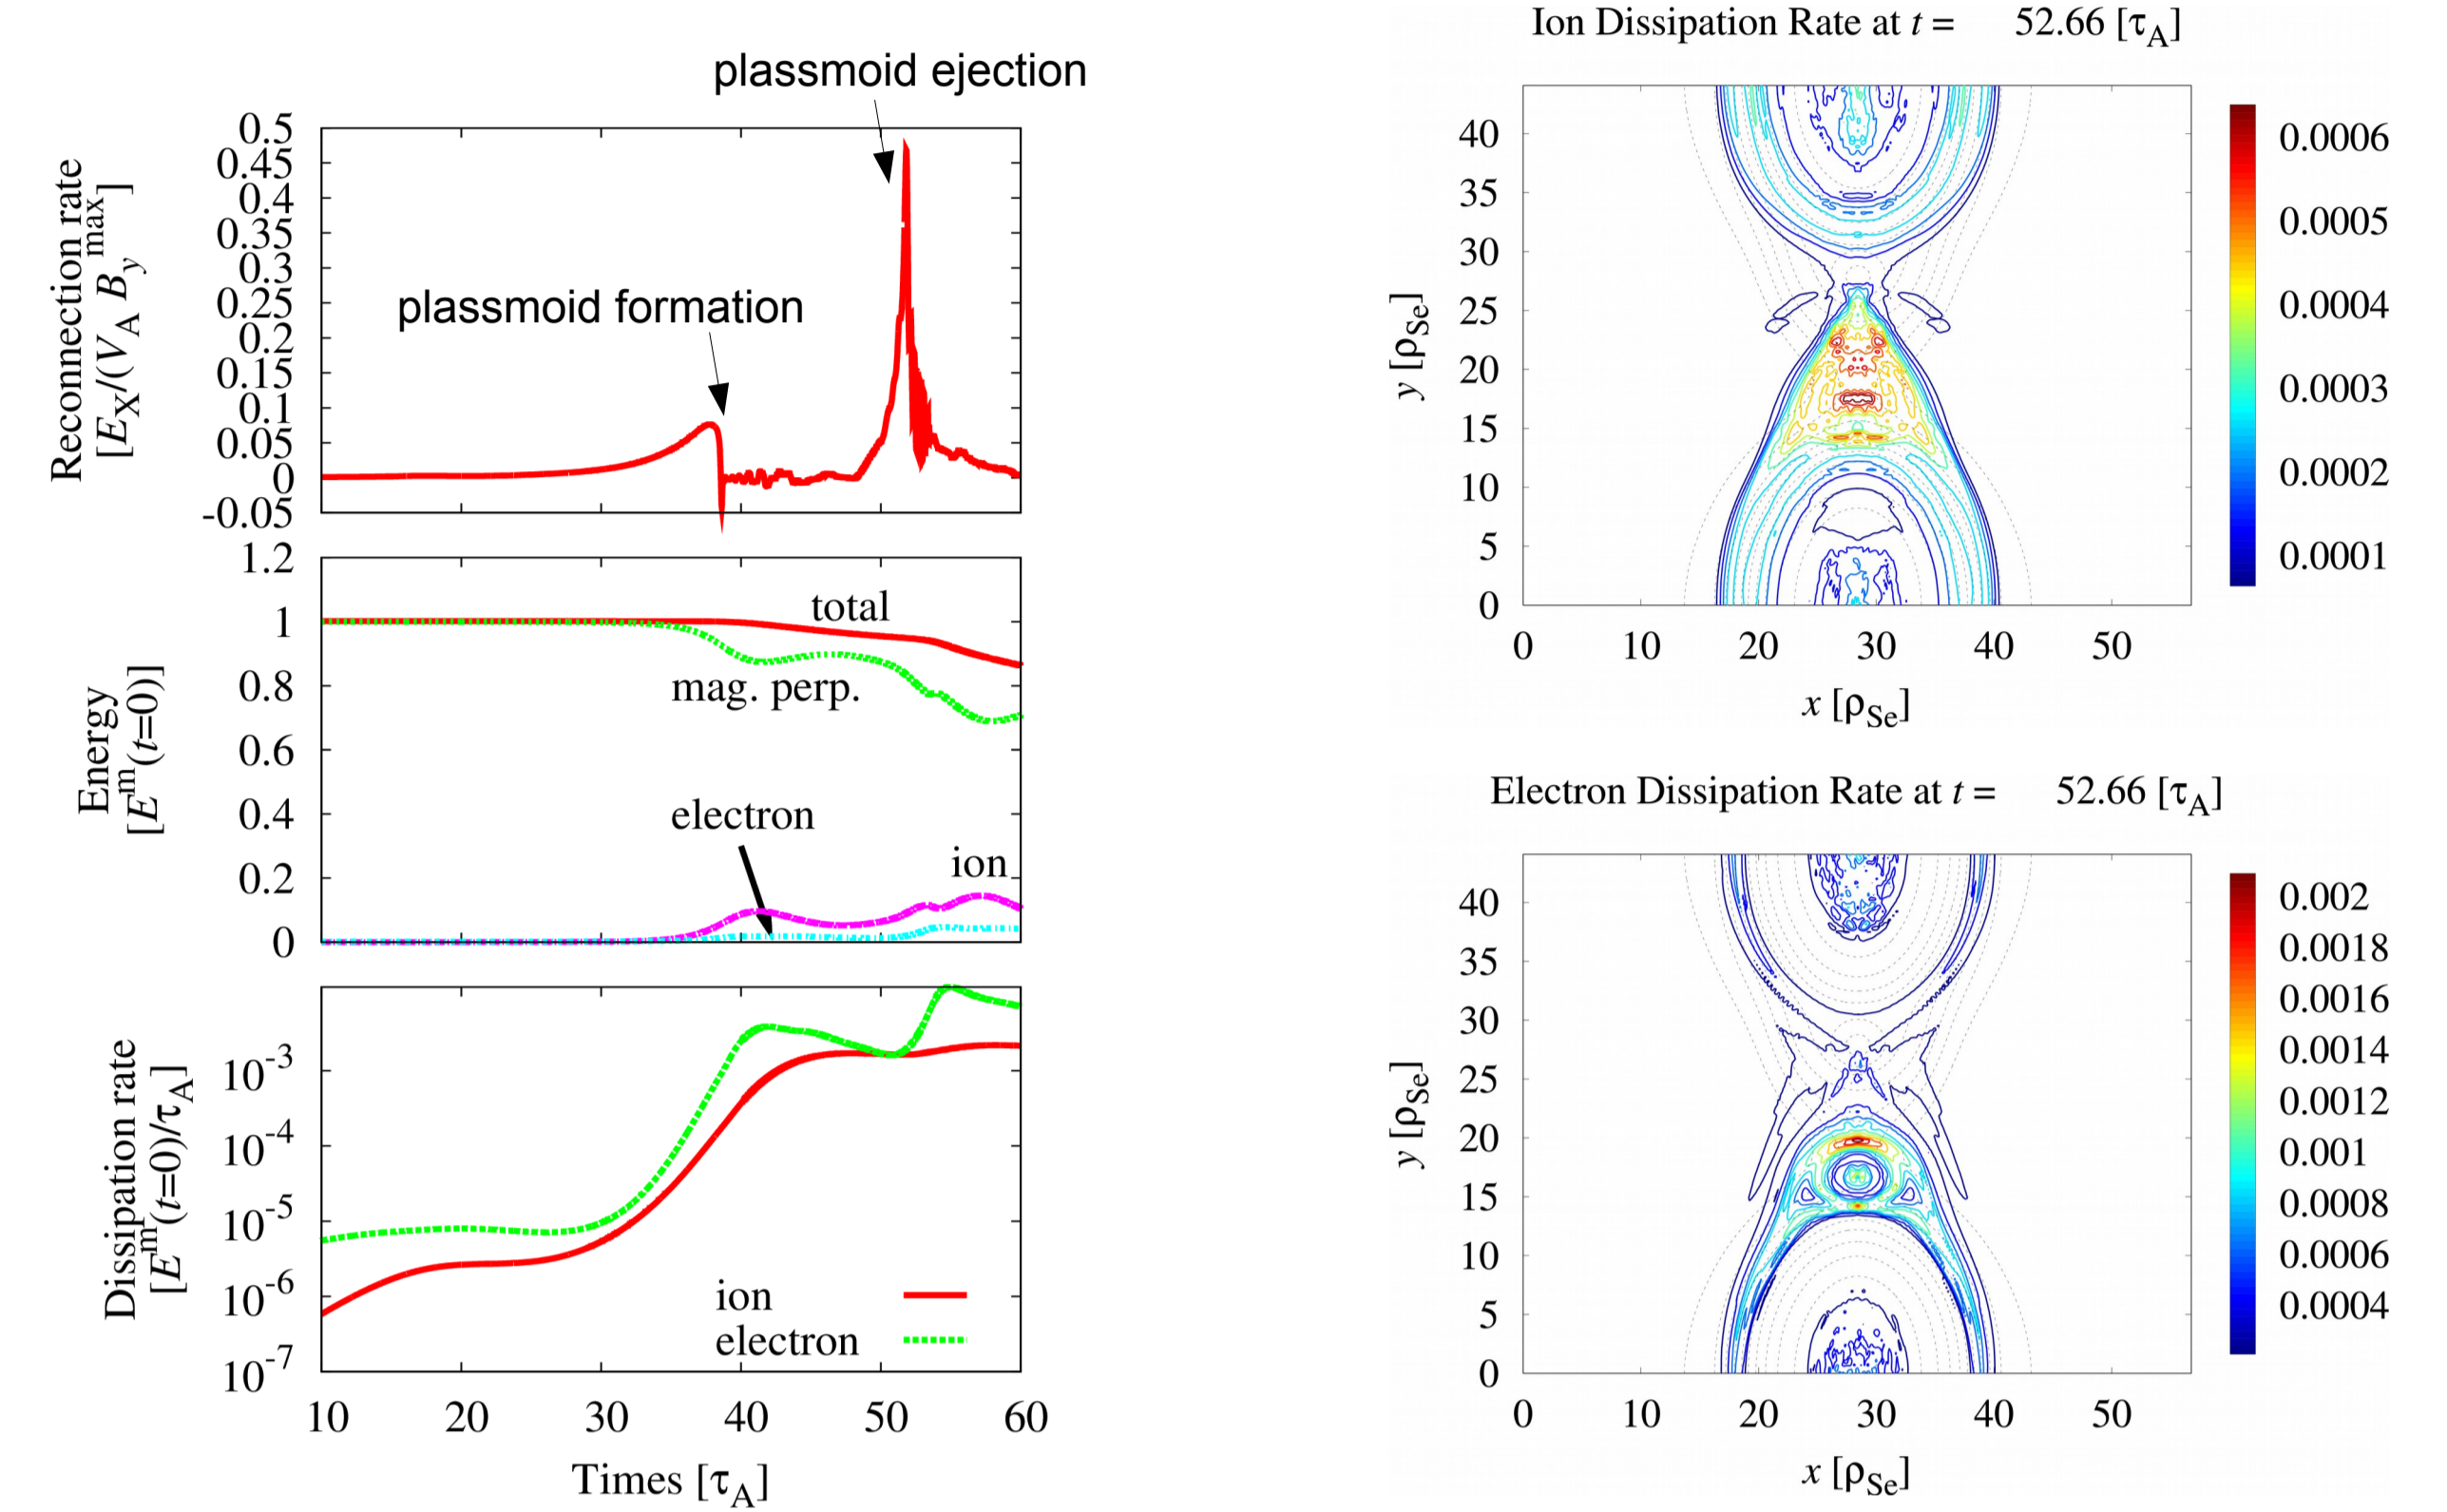 plassmoid ejection
plassmoid formation
Reconnection rate
[E_X/(V_A B_y^max]
0.5
0.45
0.4
0.35
0.3
0.25
0.2
0.15
0.1
0.05
0
-0.05
Energy
[E^m(t=0)]
1.2
1
0.8
0.6
0.4
0.2
0
total
mag. perp.
electron
ion
Dissipation rate
[E^m(t=0)/τ_A]
10^-3
10^-4
10^-5
10^-6
10^-7
ion
electron
10 20 30 40 50 60
Times [τ_A]
Ion Dissipation Rate at t = 52.66 [τ_A]
y [ρ_Se]
40
35
30
25
20
15
10
5
0
0 10 20 30 40 50
x [ρ_Se]
0.0006
0.0005
0.0004
0.0003
0.0002
0.0001
Electron Dissipation Rate at t = 52.66 [τ_A]
y [ρ_Se]
40
35
30
25
20
15
10
5
0
0 10 20 30 40 50
x [ρ_Se]
0.002
0.0018
0.0016
0.0014
0.0012
0.001
0.0008
0.0006
0.0004